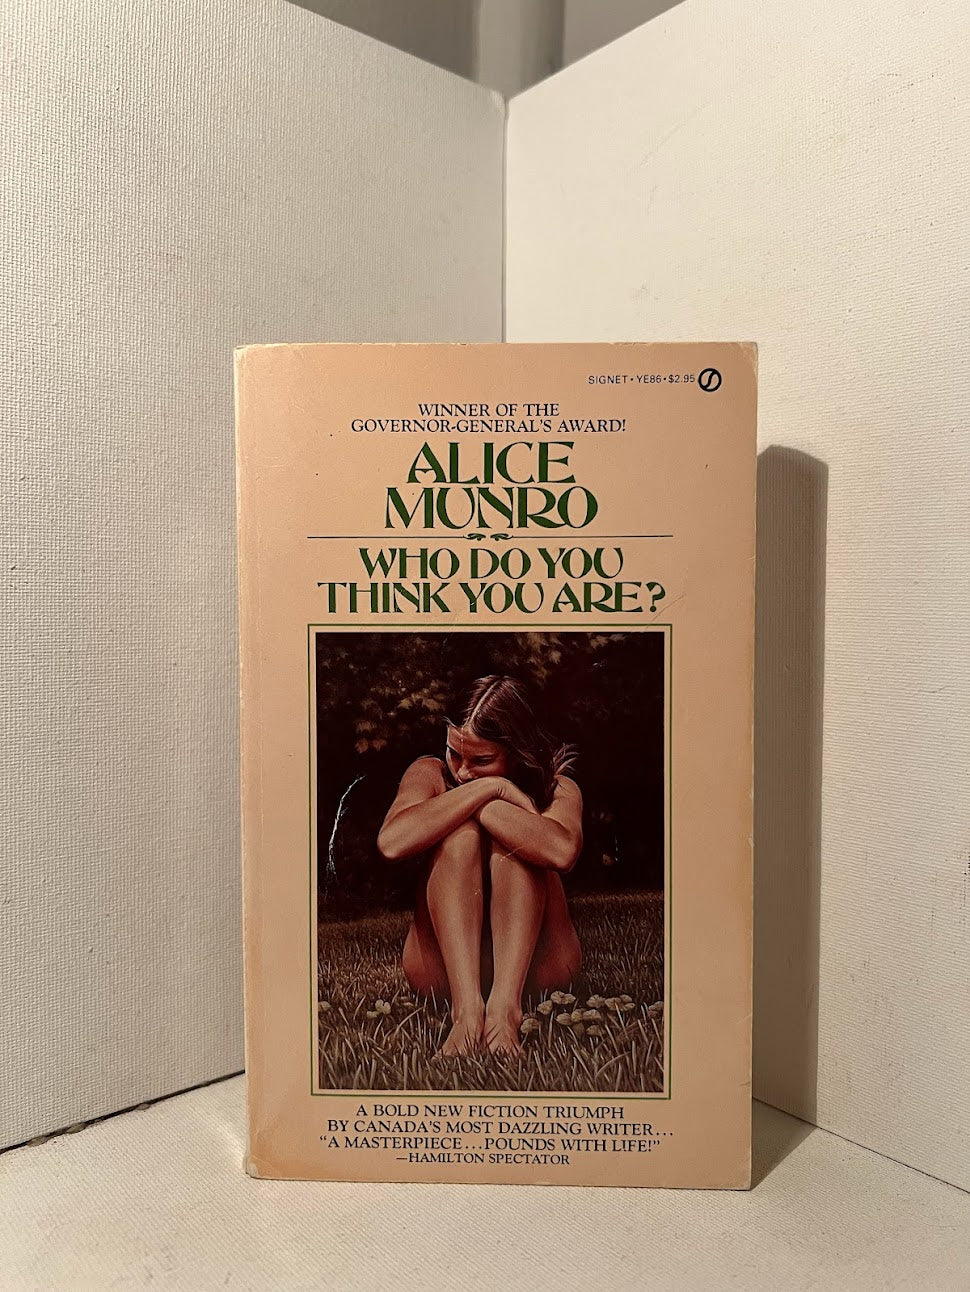 SIGNET • YE86 • $2.95
WINNER OF THE
GOVERNOR-GENERAL'S AWARD!
ALICE
MUNRO
WHO DO YOU
THINK YOU ARE?
A BOLD NEW FICTION TRIUMPH
BY CANADA'S MOST DAZZLING WRITER...
"A MASTERPIECE...POUNDS WITH LIFE!"
—HAMILTON SPECTATOR